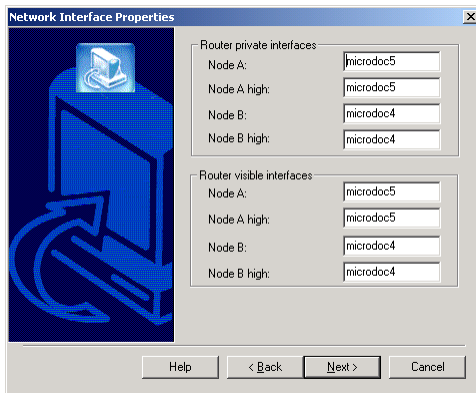 Network Interface Properties
Router private interfaces
Node A: microdoc5
Node A high: microdoc5
Node B: microdoc4
Node B high: microdoc4
Router visible interfaces
Node A: microdoc5
Node A high: microdoc5
Node B: microdoc4
Node B high: microdoc4
Help < Back Next > Cancel